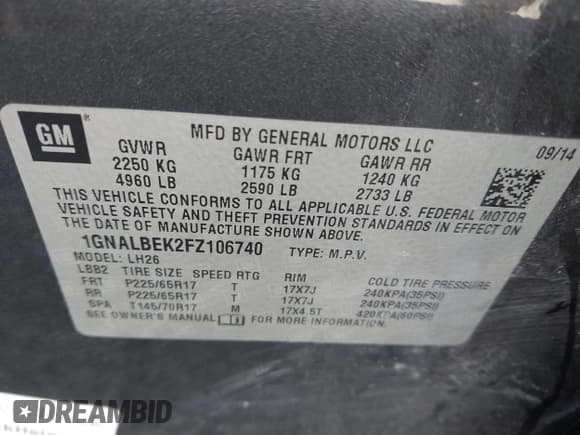 GM ®
MFD BY GENERAL MOTORS LLC
09/14
GVWR GAWR FRT GAWR RR
2250 KG 1175 KG 1240 KG
4960 LB 2590 LB 2733 LB
THIS VEHICLE CONFORMS TO ALL APPLICABLE U.S. FEDERAL MOTOR
VEHICLE SAFETY AND THEFT PREVENTION STANDARDS IN EFFECT ON
THE DATE OF MANUFACTURE SHOWN ABOVE.
1GNALBEK2FZ106740 TYPE: M.P.V.
MODEL: LH26
LBB2 TIRE SIZE SPEED RTG RIM COLD TIRE PRESSURE
FRT P225/65R17 T 17X7J 240KPA(35PSI)
RR P225/65R17 T 17X7J 240KPA(35PSI)
SPA T145/70R17 M 17X4.5T 420KPA(60PSI)
SEE OWNER'S MANUAL FOR MORE INFORMATION
DREAMBID